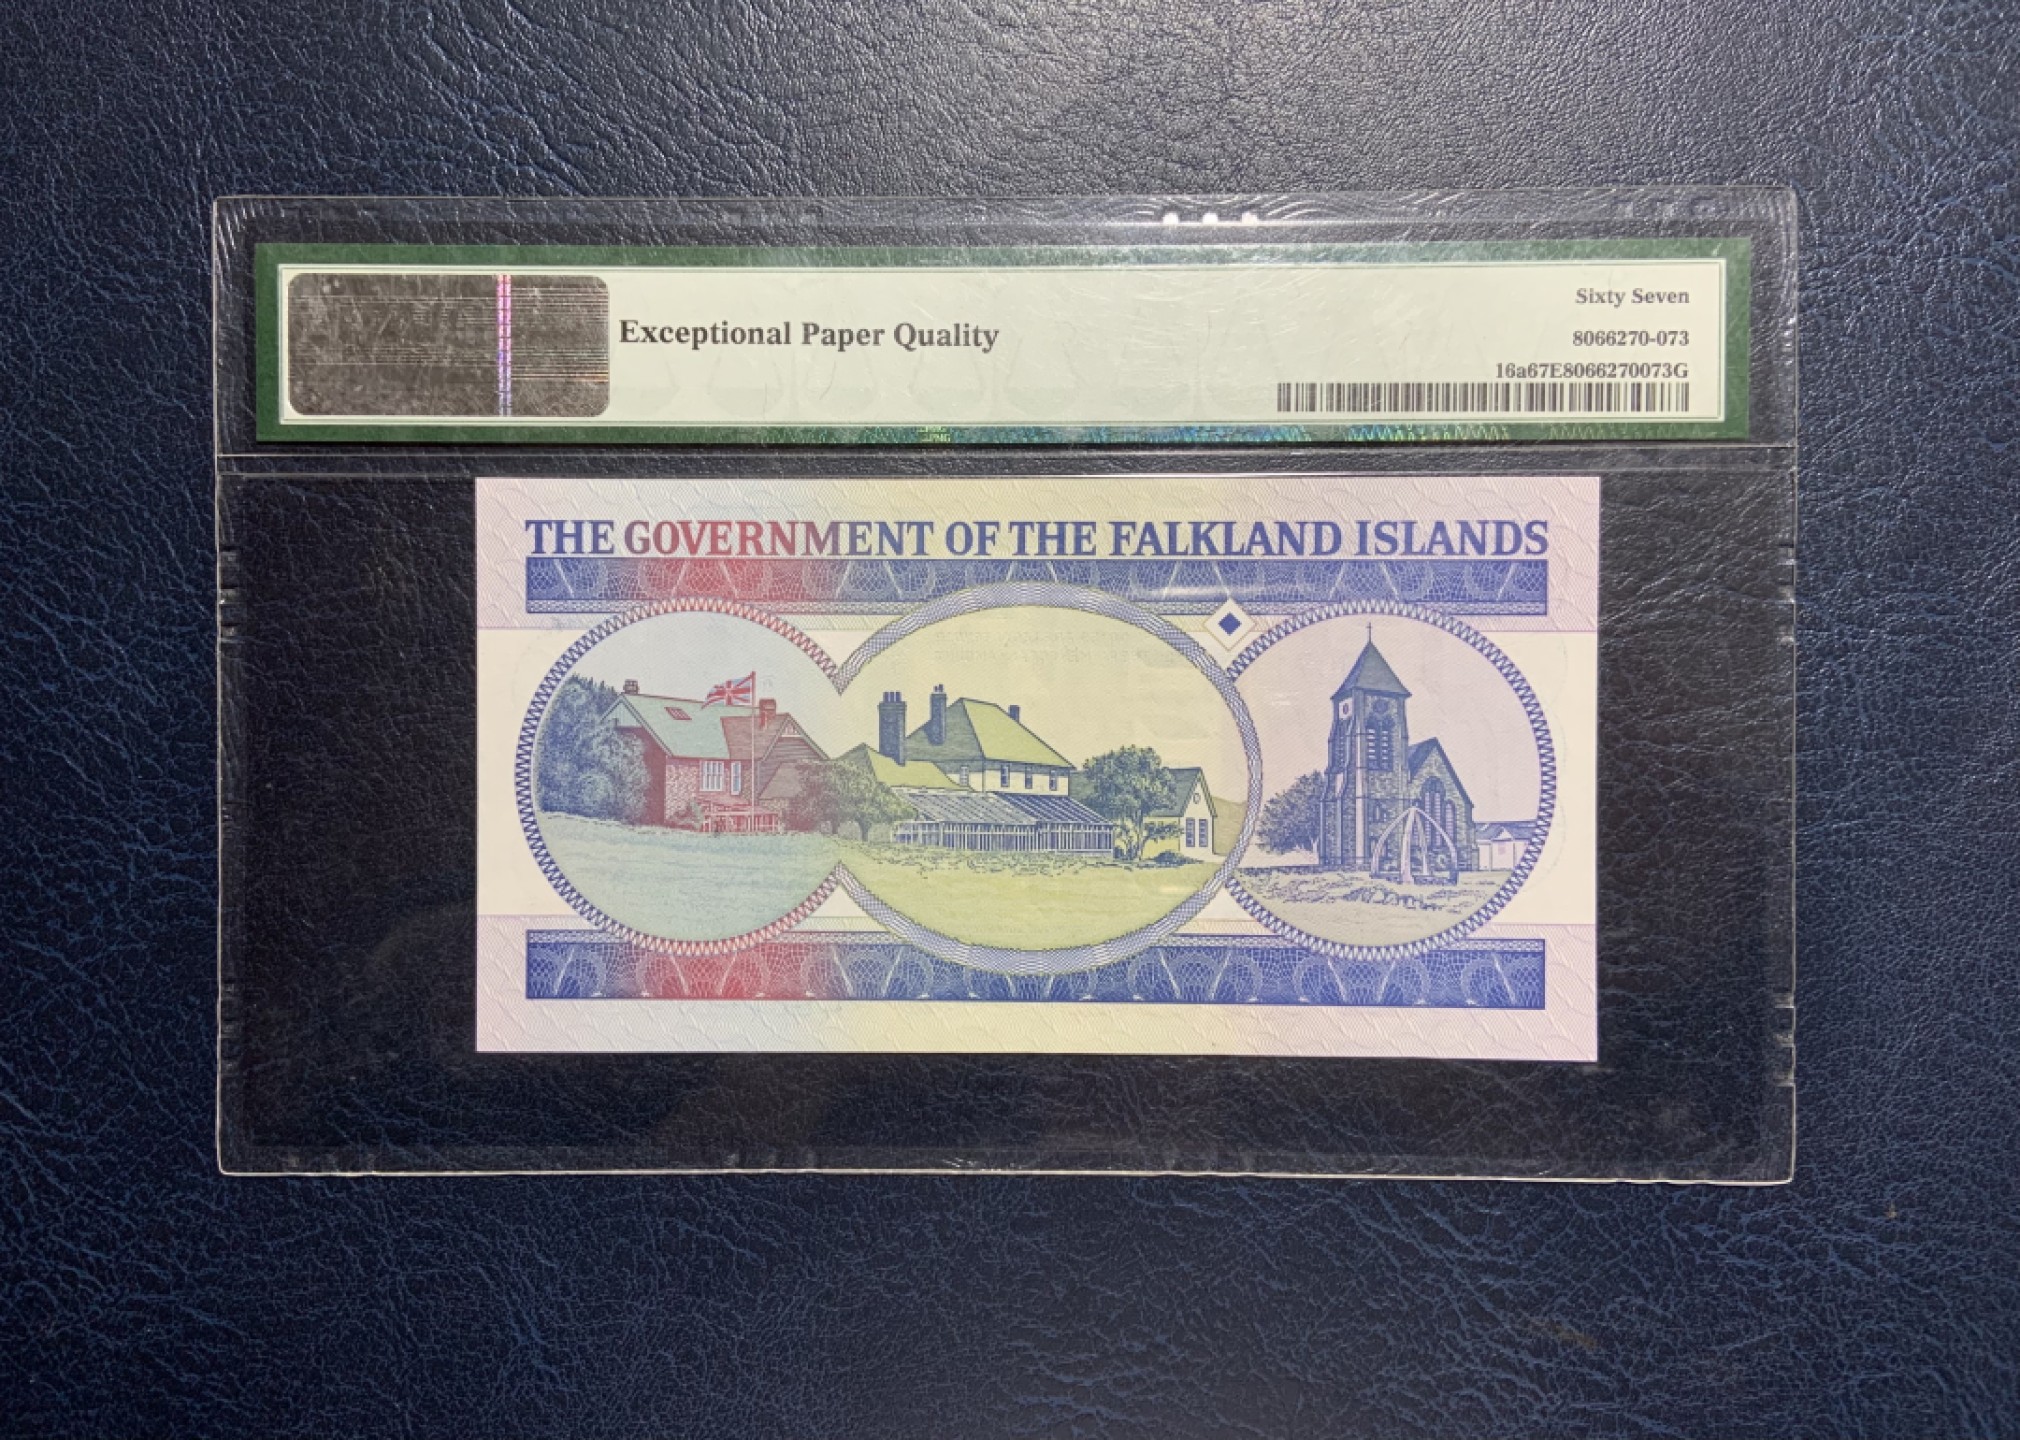 Exceptional Paper Quality
Sixty Seven
8066270-073
16a67E8066270073G
THE GOVERNMENT OF THE FALKLAND ISLANDS